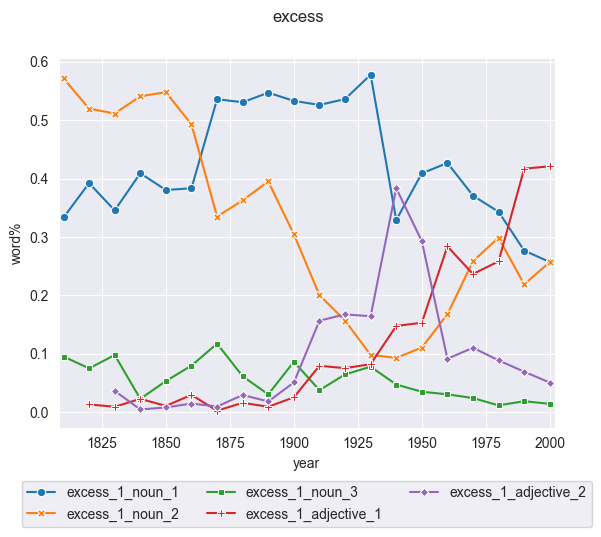 excess
0.6
0.5
0.4
0.3
0.2
0.1
0.0
word%
1825 1850 1875 1900 1925 1950 1975 2000
year
excess_1_noun_1 excess_1_noun_3 excess_1_adjective_2
excess_1_noun_2 excess_1_adjective_1